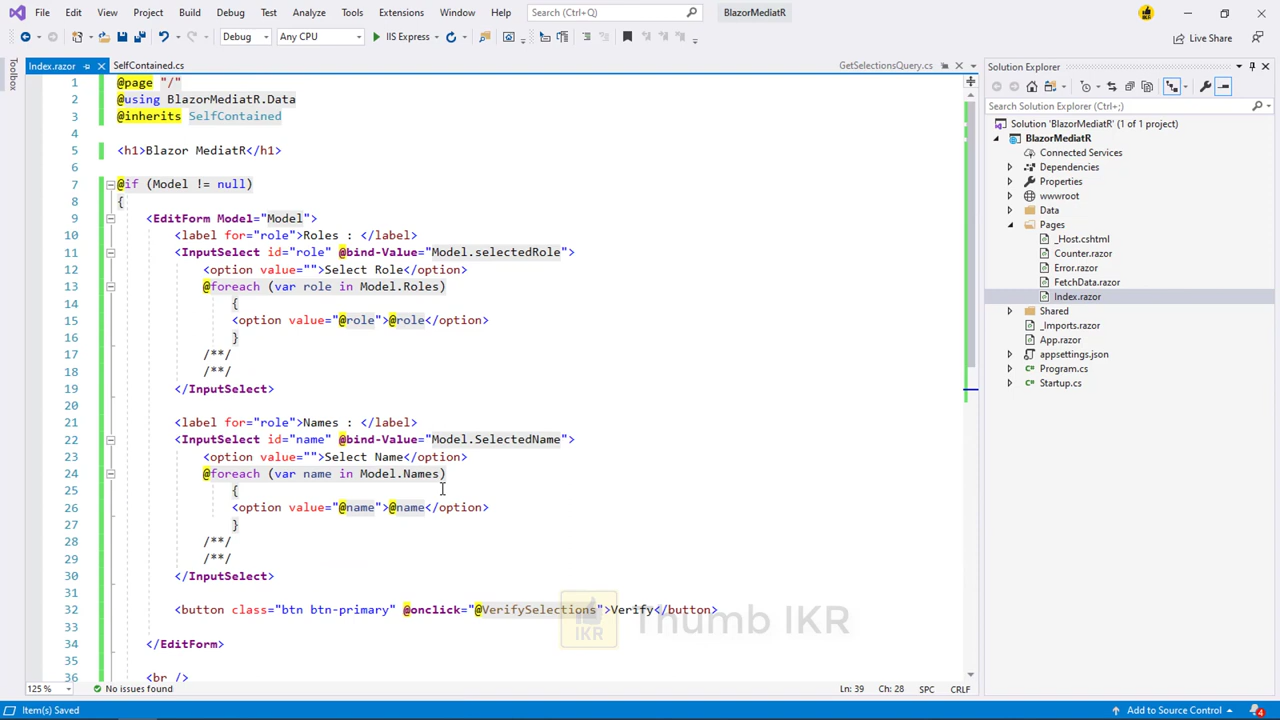 File Edit View Project Build Debug Test Analyze Tools Extensions Window Help Search (Ctrl+Q) BlazorMediatR
Debug Any CPU IIS Express Live Share
Toolbox
Index.razor SelfContained.cs GetSelectionsQuery.cs
1 @page "/"
2 @using BlazorMediatR.Data
3 @inherits SelfContained
4
5 <h1>Blazor MediatR</h1>
6
7 @if (Model != null)
8 {
9 <EditForm Model="Model">
10 <label for="role">Roles : </label>
11 <InputSelect id="role" @bind-Value="Model.selectedRole">
12 <option value="">Select Role</option>
13 @foreach (var role in Model.Roles)
14 {
15 <option value="@role">@role</option>
16 }
17 /**/
18 /**/
19 </InputSelect>
20
21 <label for="role">Names : </label>
22 <InputSelect id="name" @bind-Value="Model.SelectedName">
23 <option value="">Select Name</option>
24 @foreach (var name in Model.Names)
25 {
26 <option value="@name">@name</option>
27 }
28 /**/
29 /**/
30 </InputSelect>
31
32 <button class="btn btn-primary" @onclick="@VerifySelections">Verify</button>
33
34 </EditForm>
35
36 <br />
IKR Thumb IKR
125 % No issues found Ln: 39 Ch: 28 SPC CRLF
Solution Explorer
Search Solution Explorer (Ctrl+;)
Solution 'BlazorMediatR' (1 of 1 project)
BlazorMediatR
Connected Services
Dependencies
Properties
wwwroot
Data
Pages
_Host.cshtml
Counter.razor
Error.razor
FetchData.razor
Index.razor
Shared
_Imports.razor
App.razor
appsettings.json
Program.cs
Startup.cs
Item(s) Saved Add to Source Control 4